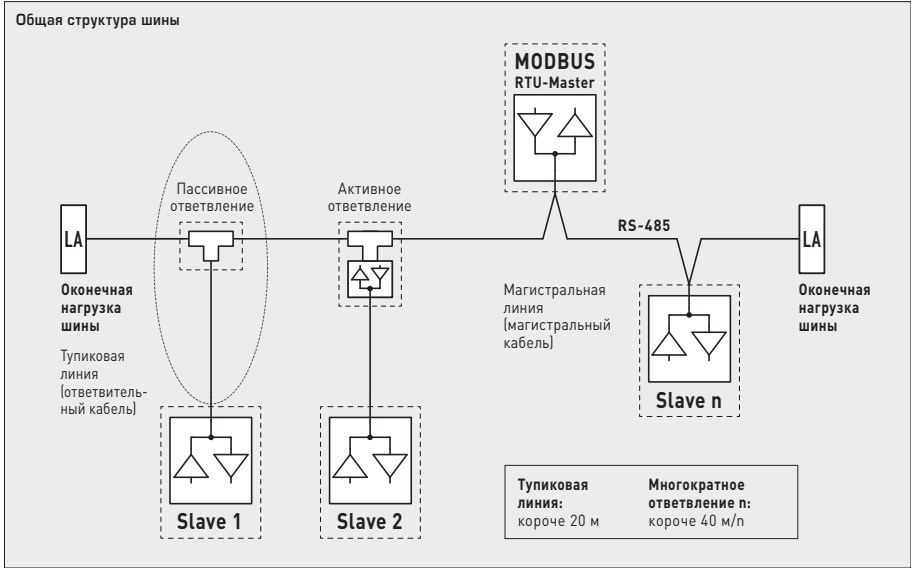 Общая структура шины
MODBUS
RTU-Master
Пассивное
ответвление
Активное
ответвление
RS-485
LA
LA
Оконечная
нагрузка
шины
Тупиковая
линия
(ответвитель-
ный кабель)
Магистральная
линия
(магистральный
кабель)
Оконечная
нагрузка
шины
Slave n
Slave 1
Slave 2
Тупиковая
линия:
короче 20 м
Многократное
ответвление n:
короче 40 м/n